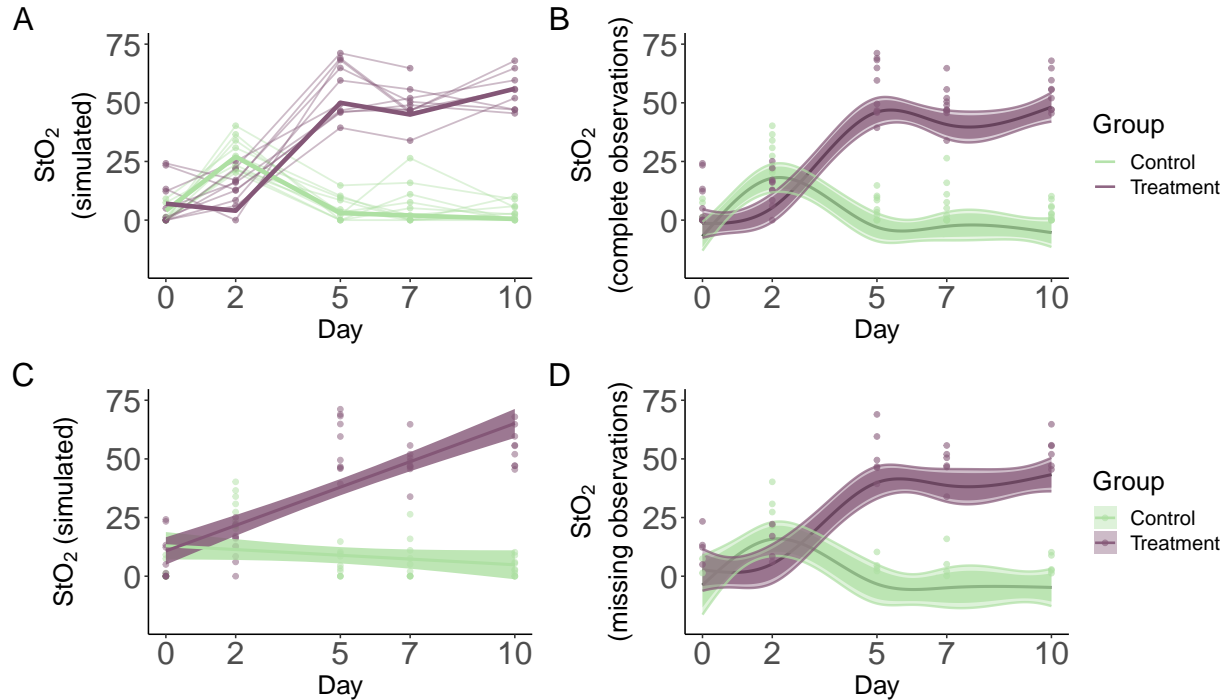 A
75
50
25
0
StO₂
(simulated)
0 2 5 7 10
Day
B
75
50
25
0
StO₂
(complete observations)
0 2 5 7 10
Day
Group
Control
Treatment
C
75
50
25
0
StO₂ (simulated)
0 2 5 7 10
Day
D
75
50
25
0
StO₂
(missing observations)
0 2 5 7 10
Day
Group
Control
Treatment